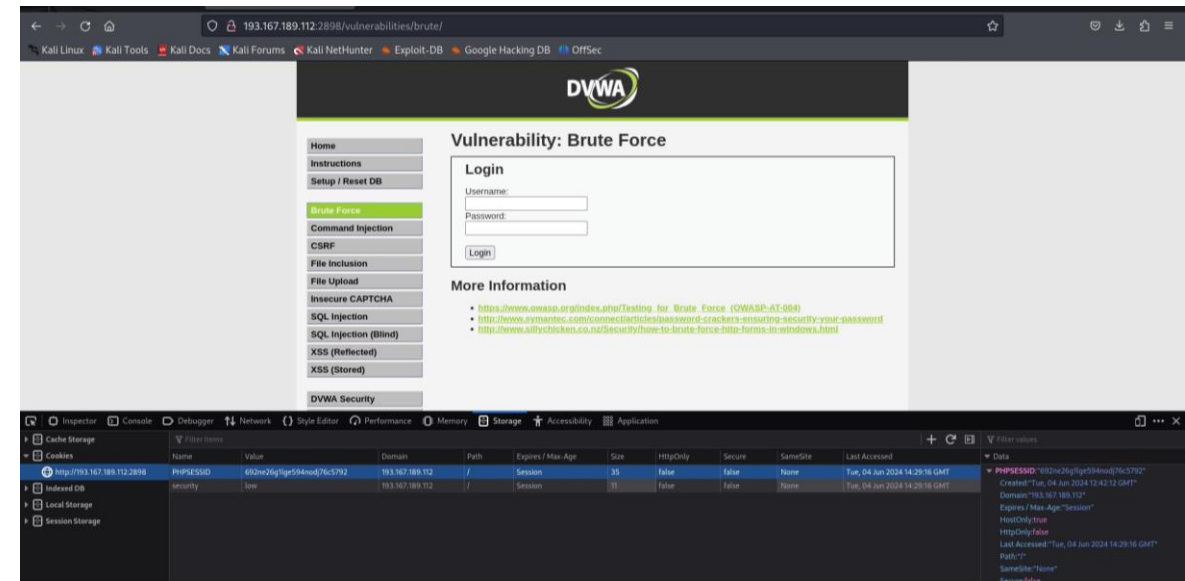 193.167.189.112:2898/vulnerabilities/brute/
Kali Linux Kali Tools Kali Docs Kali Forums Kali NetHunter Exploit-DB Google Hacking DB OffSec
DVWA
Home
Instructions
Setup / Reset DB
Brute Force
Command Injection
CSRF
File Inclusion
File Upload
Insecure CAPTCHA
SQL Injection
SQL Injection (Blind)
XSS (Reflected)
XSS (Stored)
DVWA Security
Vulnerability: Brute Force
Login
Username:
Password:
Login
More Information
https://www.owasp.org/index.php/Testing_for_Brute_Force_(OWASP-AT-004)
http://www.symantec.com/connect/articles/password-crackers-ensuring-security-your-password
http://www.sillychicken.co.nz/Security/how-to-brute-force-http-forms-in-windows.html
Inspector Console Debugger Network Style Editor Performance Memory Storage Accessibility Application
Cache Storage
Cookies
http://193.167.189.112:2898
Indexed DB
Local Storage
Session Storage
Filter Items
Name Value Domain Path Expires / Max-Age Size HttpOnly Secure SameSite Last Accessed
PHPSESSID 193.167.189.112 / Session 35 false false None Tue, 04 Jun 2024 14:29:16 GMT
security low 193.167.189.112 / Session 11 false false None Tue, 04 Jun 2024 14:29:16 GMT
Filter values
Data
PHPSESSID:
Created:"Tue, 04 Jun 2024 12:42:12 GMT"
Domain:"193.167.189.112"
Expires / Max-Age:"Session"
HostOnly:true
HttpOnly:false
Last Accessed:"Tue, 04 Jun 2024 14:29:16 GMT"
Path:"/"
SameSite:"None"
Secure:false